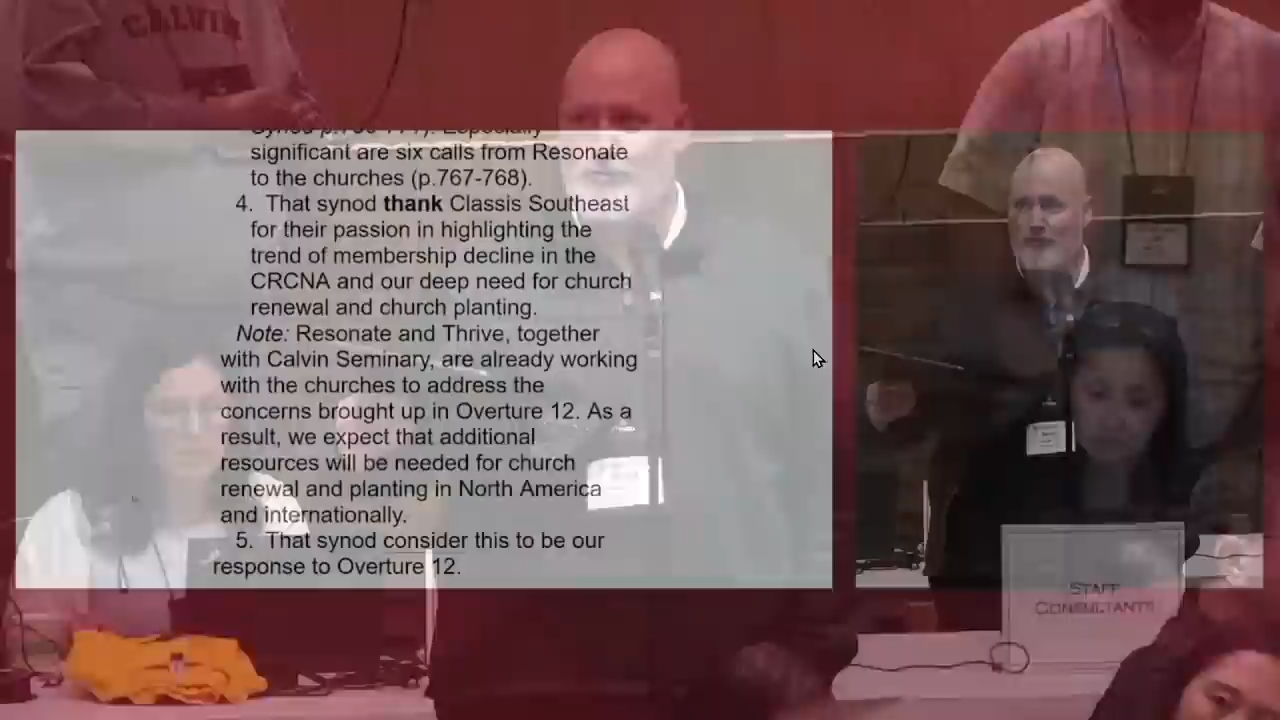 CALVIN
significant are six calls from Resonate
to the churches (p.767-768).
4. That synod thank Classis Southeast
for their passion in highlighting the
trend of membership decline in the
CRCNA and our deep need for church
renewal and church planting.
Note: Resonate and Thrive, together
with Calvin Seminary, are already working
with the churches to address the
concerns brought up in Overture 12. As a
result, we expect that additional
resources will be needed for church
renewal and planting in North America
and internationally.
5. That synod consider this to be our
response to Overture 12.
STAFF
CONSULTANTS